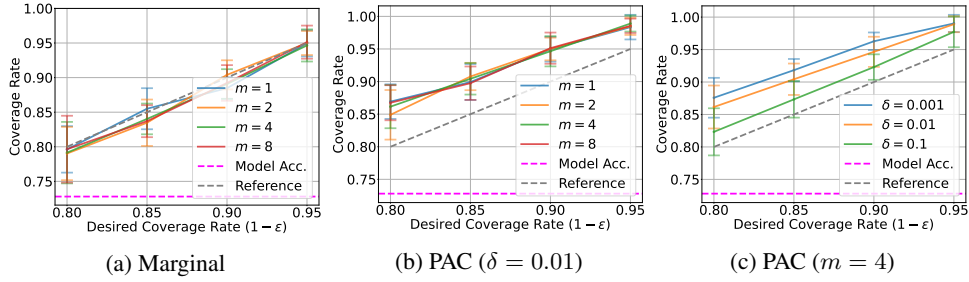 1.00
0.95
0.90
0.85
0.80
0.75
Coverage Rate
m = 1
m = 2
m = 4
m = 8
Model Acc.
Reference
0.80 0.85 0.90 0.95
Desired Coverage Rate (1 − ε)
(a) Marginal
1.00
0.95
0.90
0.85
0.80
0.75
Coverage Rate
m = 1
m = 2
m = 4
m = 8
Model Acc.
Reference
0.80 0.85 0.90 0.95
Desired Coverage Rate (1 − ε)
(b) PAC (δ = 0.01)
1.00
0.95
0.90
0.85
0.80
0.75
Coverage Rate
δ = 0.001
δ = 0.01
δ = 0.1
Model Acc.
Reference
0.80 0.85 0.90 0.95
Desired Coverage Rate (1 − ε)
(c) PAC (m = 4)